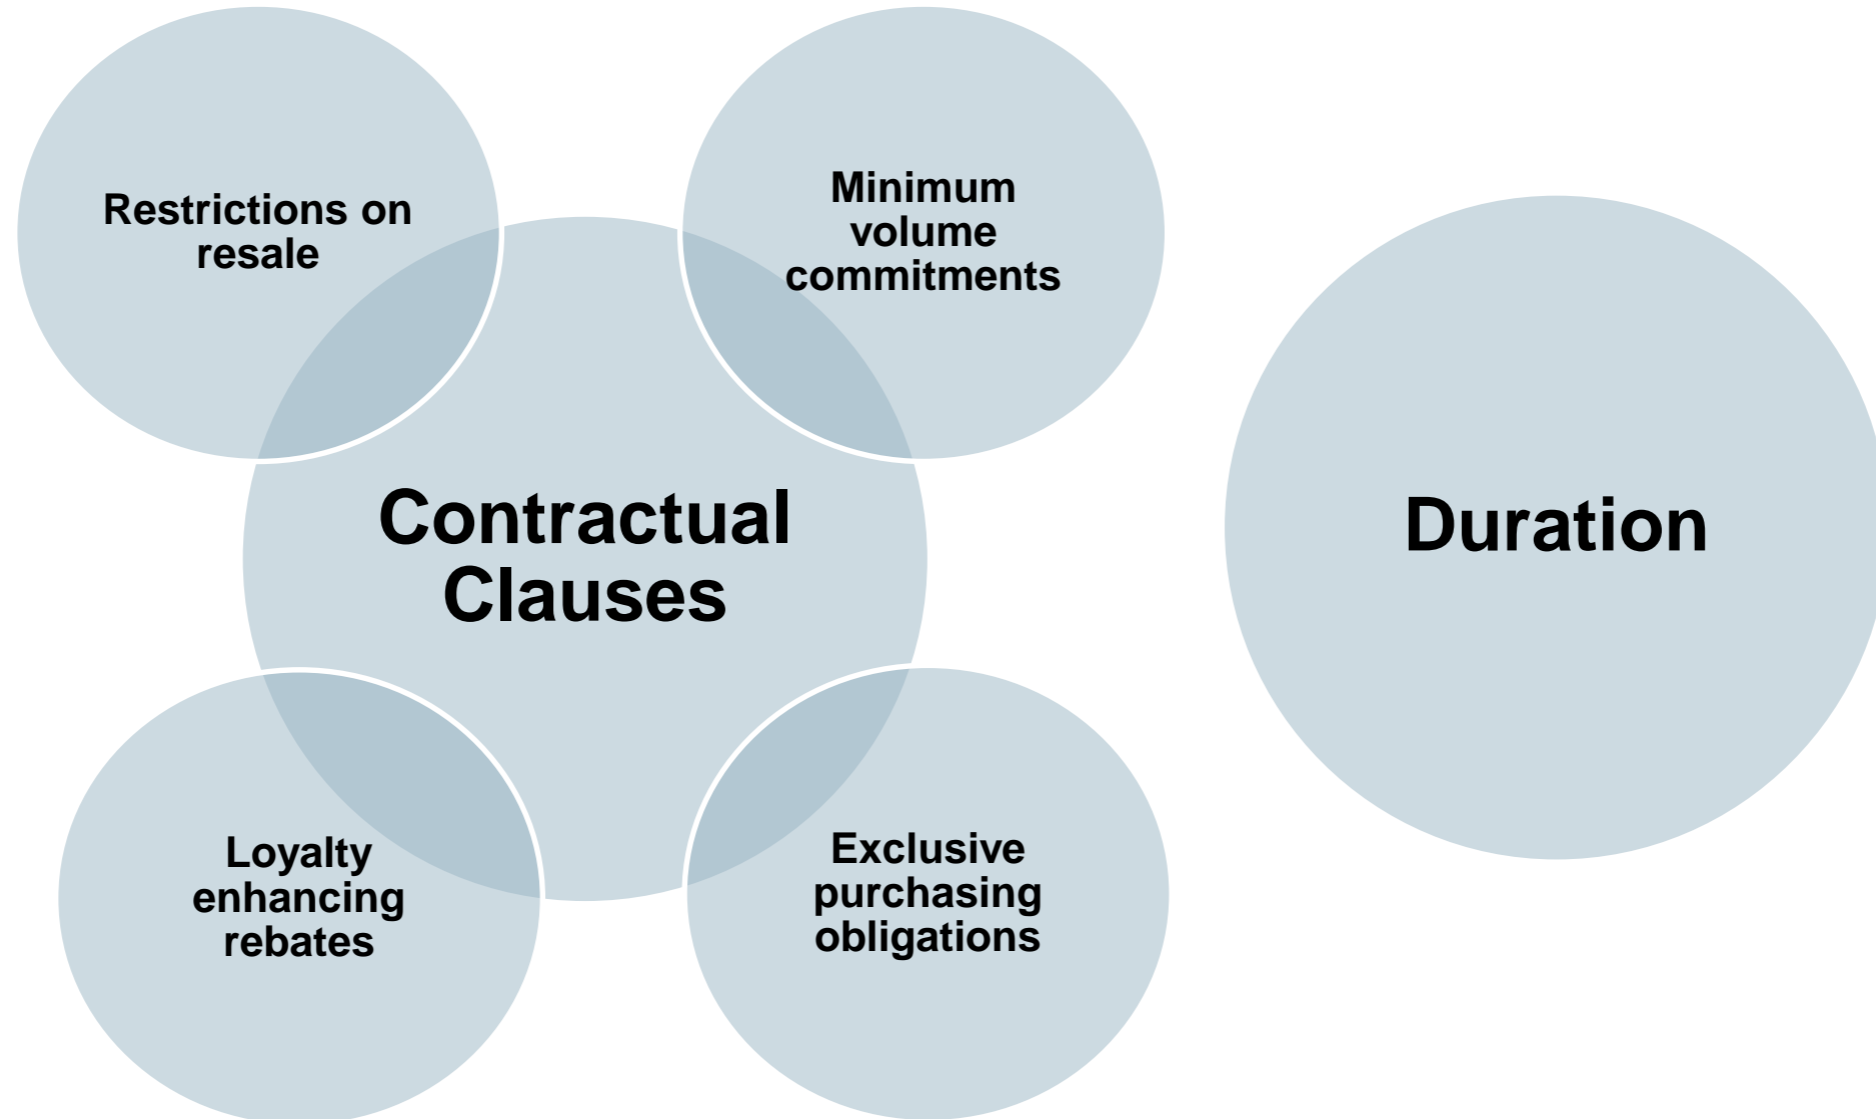 Restrictions on
resale
Minimum
volume
commitments
Contractual
Clauses
Duration
Loyalty
enhancing
rebates
Exclusive
purchasing
obligations